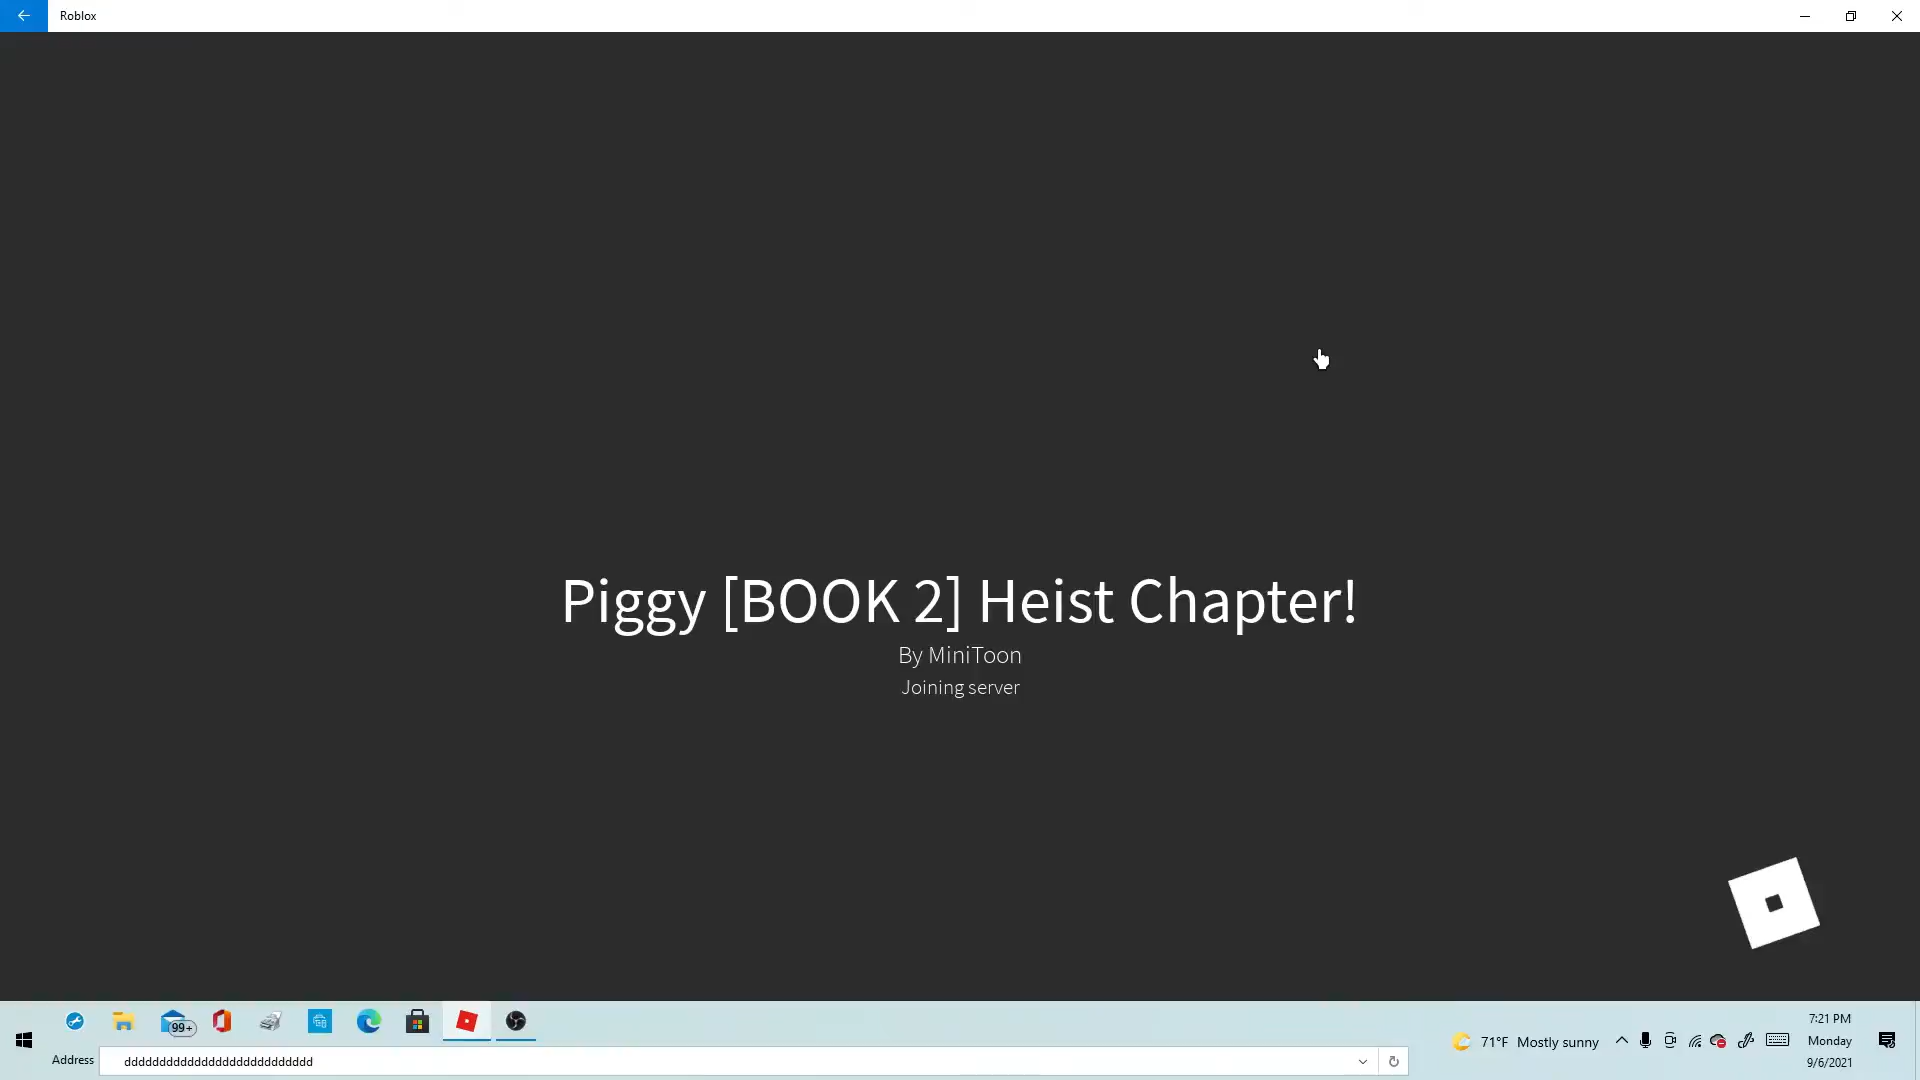 Roblox
Piggy [BOOK 2] Heist Chapter!
By MiniToon
Joining server
99+
71°F Mostly sunny
7:21 PM
Monday
9/6/2021
Address
ddddddddddddddddddddddddddd